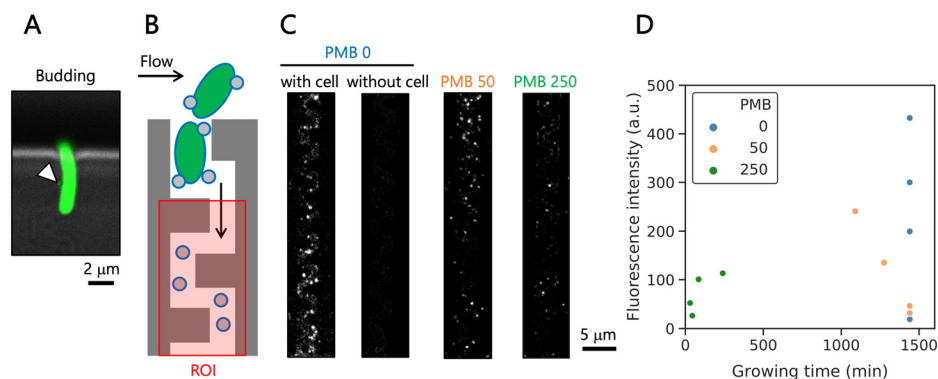 A
Budding
2 μm
B
Flow
ROI
C
PMB 0
with cell without cell PMB 50 PMB 250
5 μm
D
Fluorescence intensity (a.u.)
500
400
300
200
100
0
PMB
0
50
250
0 500 1000 1500
Growing time (min)